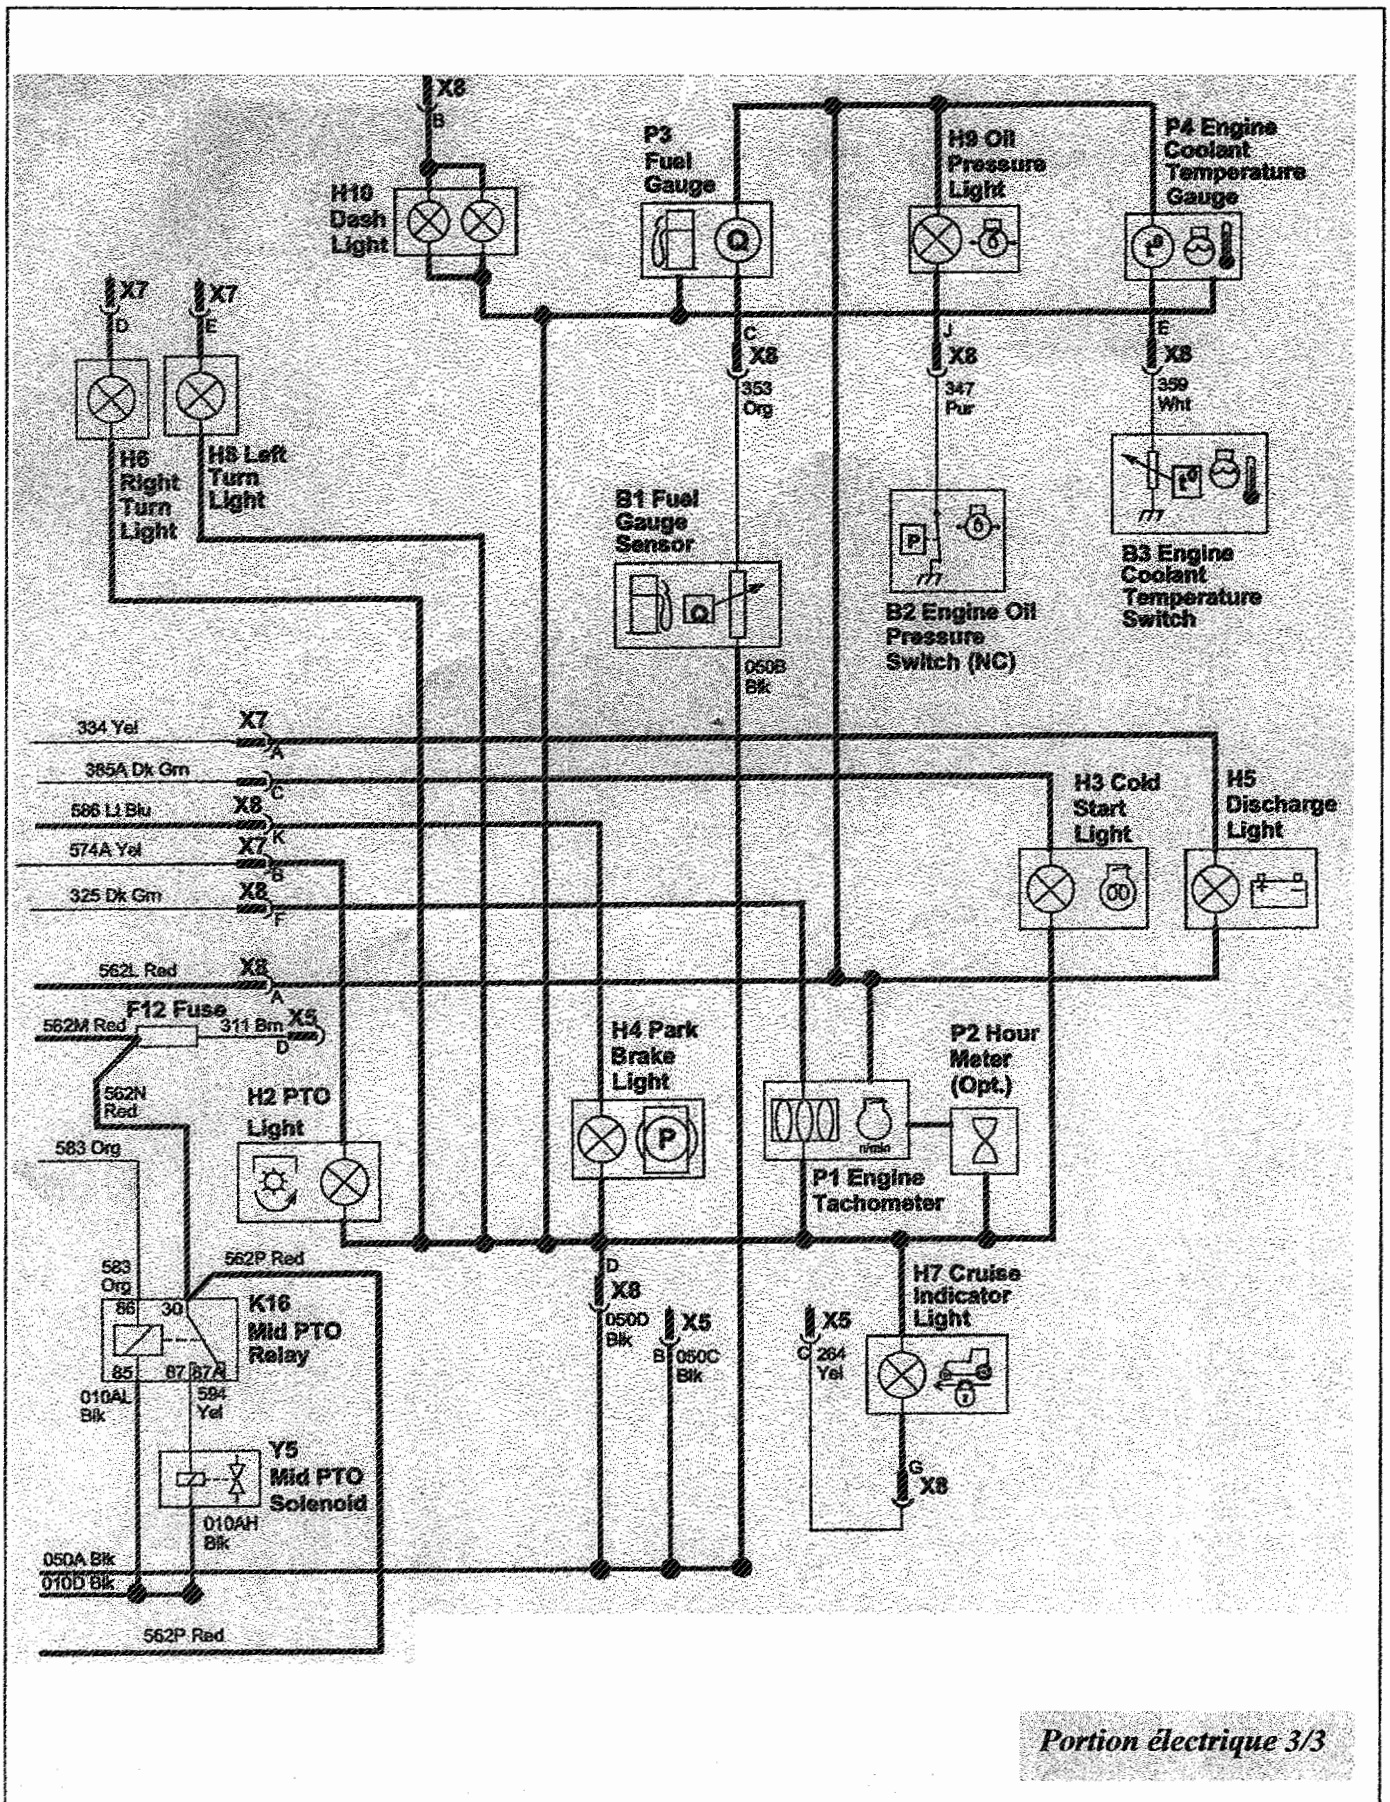 X8
B
H10
Dash
Light
P3
Fuel
Gauge
Q
H9 Oil
Pressure
Light
P4 Engine
Coolant
Temperature
Gauge
t°
X7
D
X7
E
H6
Right
Turn
Light
H8 Left
Turn
Light
C
X8
353
Org
J
X8
347
Pur
E
X8
359
Wht
B1 Fuel
Gauge
Sensor
Q
050B
Blk
P
B2 Engine Oil
Pressure
Switch (NC)
t°
B3 Engine
Coolant
Temperature
Switch
334 Yel
X7
A
365A Dk Grn
C
586 Lt Blu
X8
K
574A Yel
X7
B
325 Dk Grn
X8
F
562L Red
X8
A
H3 Cold
Start
Light
H5
Discharge
Light
F12 Fuse
562M Red
311 Brn
X5
D
562N
Red
583 Org
H2 PTO
Light
H4 Park
Brake
Light
P
P2 Hour
Meter
(Opt.)
n/min
P1 Engine
Tachometer
583
Org
562P Red
86
30
K16
Mid PTO
Relay
85
87
87A
010AL
Blk
594
Yel
Y5
Mid PTO
Solenoid
010AH
Blk
D
X8
050D
Blk
X5
B
050C
Blk
X5
C
264
Yel
H7 Cruise
Indicator
Light
G
X8
050A Blk
010D Blk
562P Red
Portion électrique 3/3